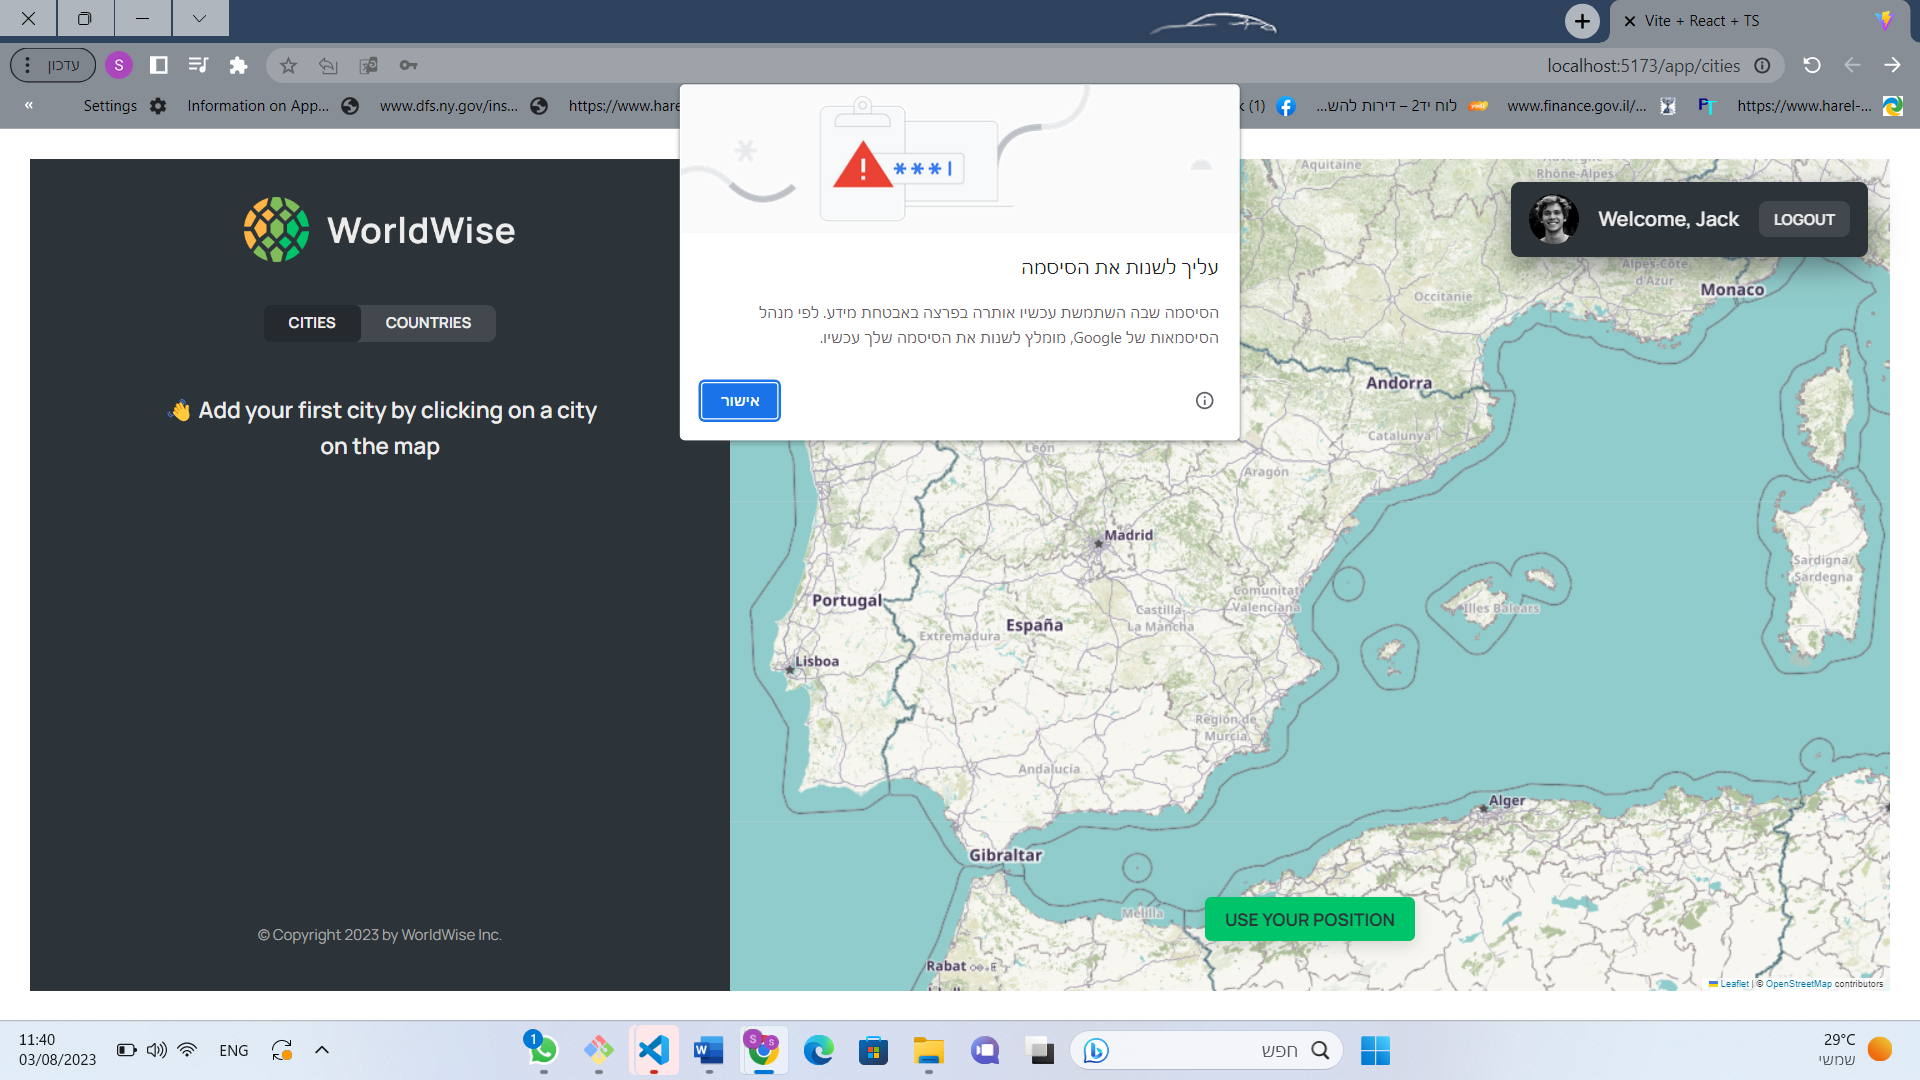 Vite + React + TS
עדכון
S
localhost:5173/app/cities
«
Settings
Information on App...
www.dfs.ny.gov/ins...
https://www.hare
(1)
לוח יד2 – דירות להש...
www.finance.gov.il/...
https://www.harel-...
עליך לשנות את הסיסמה
הסיסמה שבה השתמשת עכשיו אותרה בפרצה באבטחת מידע. לפי מנהל
הסיסמאות של Google, מומלץ לשנות את הסיסמה שלך עכשיו.
אישור
WorldWise
CITIES
COUNTRIES
👋 Add your first city by clicking on a city
on the map
© Copyright 2023 by WorldWise Inc.
Welcome, Jack
LOGOUT
Aquitaine
Rhône-Alpes
Alpes-Côte
d'Azur
Occitanie
Monaco
Andorra
Catalunya
León
Aragón
Madrid
Portugal
Comunitat
Valenciana
Castilla-
La Mancha
España
Extremadura
Illes Balears
Sardigna/
Sardegna
Lisboa
Región de
Murcia
Andalucía
Alger
Gibraltar
Melilla
USE YOUR POSITION
Rabat
Leaflet | © OpenStreetMap contributors
11:40
03/08/2023
ENG
1
חפש
29°C
שמשי